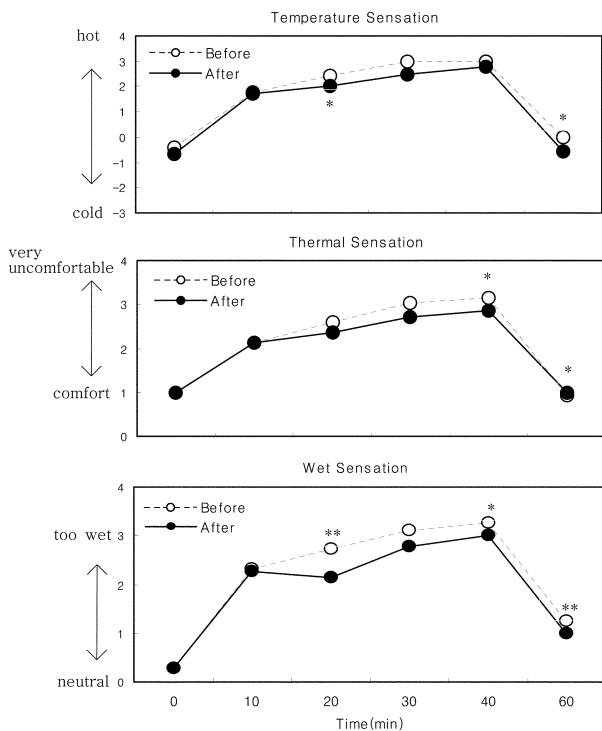 Temperature Sensation
hot
4
3
2
1
0
-1
-2
-3
cold
Before
After
*
*
Thermal Sensation
very
uncomfortable
4
3
2
1
0
comfort
Before
After
*
*
Wet Sensation
4
3
2
1
0
too wet
neutral
Before
After
**
*
**
0 10 20 30 40 60
Time(min)